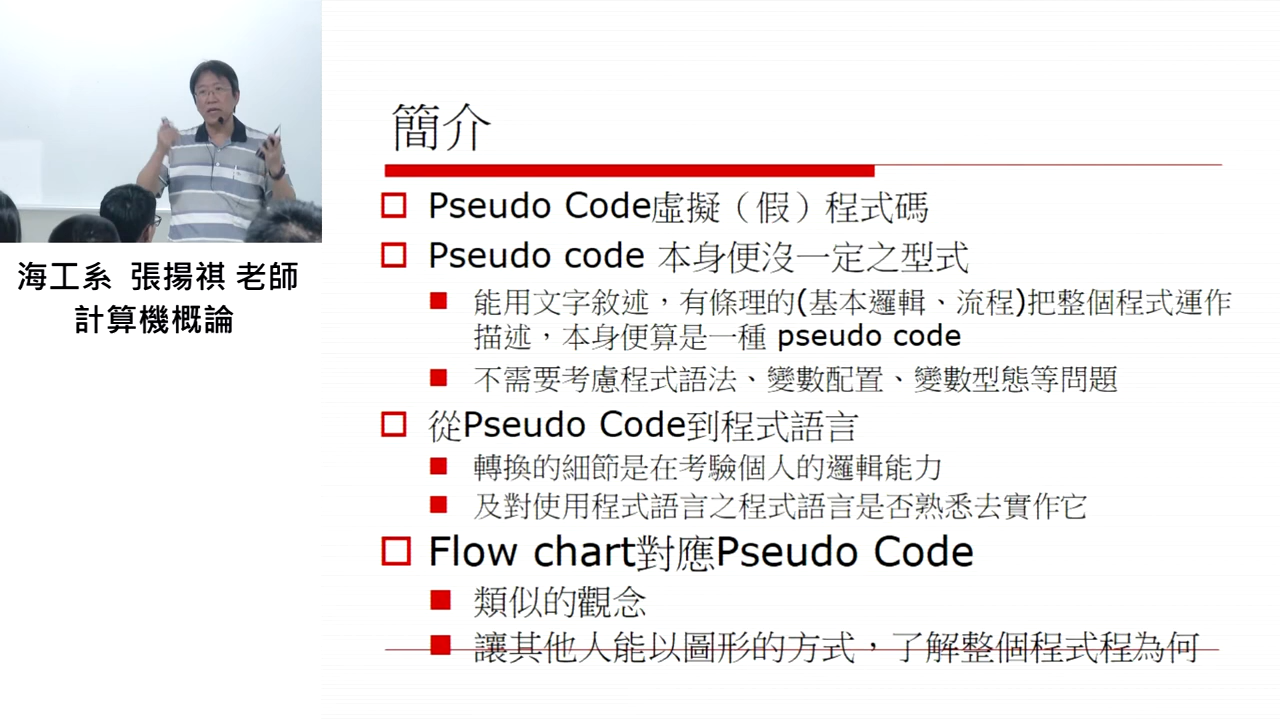 海工系 張揚祺 老師
計算機概論
簡介
Pseudo Code虛擬（假）程式碼
Pseudo code 本身便沒一定之型式
能用文字敘述，有條理的(基本邏輯、流程)把整個程式運作
描述，本身便算是一種 pseudo code
不需要考慮程式語法、變數配置、變數型態等問題
從Pseudo Code到程式語言
轉換的細節是在考驗個人的邏輯能力
及對使用程式語言之程式語言是否熟悉去實作它
Flow chart對應Pseudo Code
類似的觀念
讓其他人能以圖形的方式，了解整個程式程為何